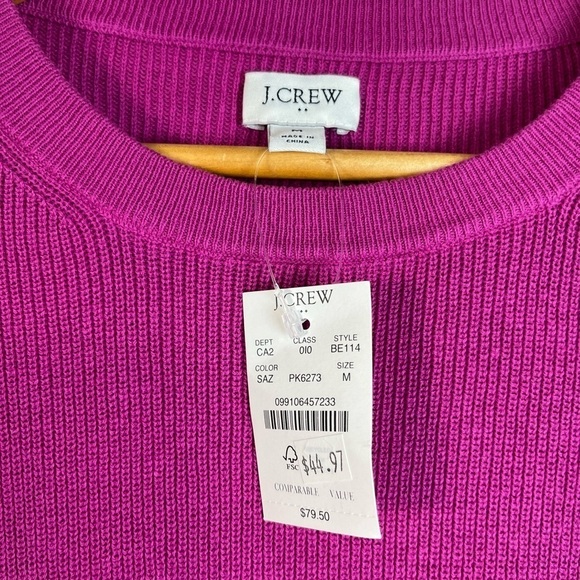 J.CREW
M
MADE IN
CHINA
J.CREW
DEPT CLASS STYLE
CA2 010 BE114
COLOR SIZE
SAZ PK6273 M
099106457233
FSC
$44.97
COMPARABLE VALUE
$79.50